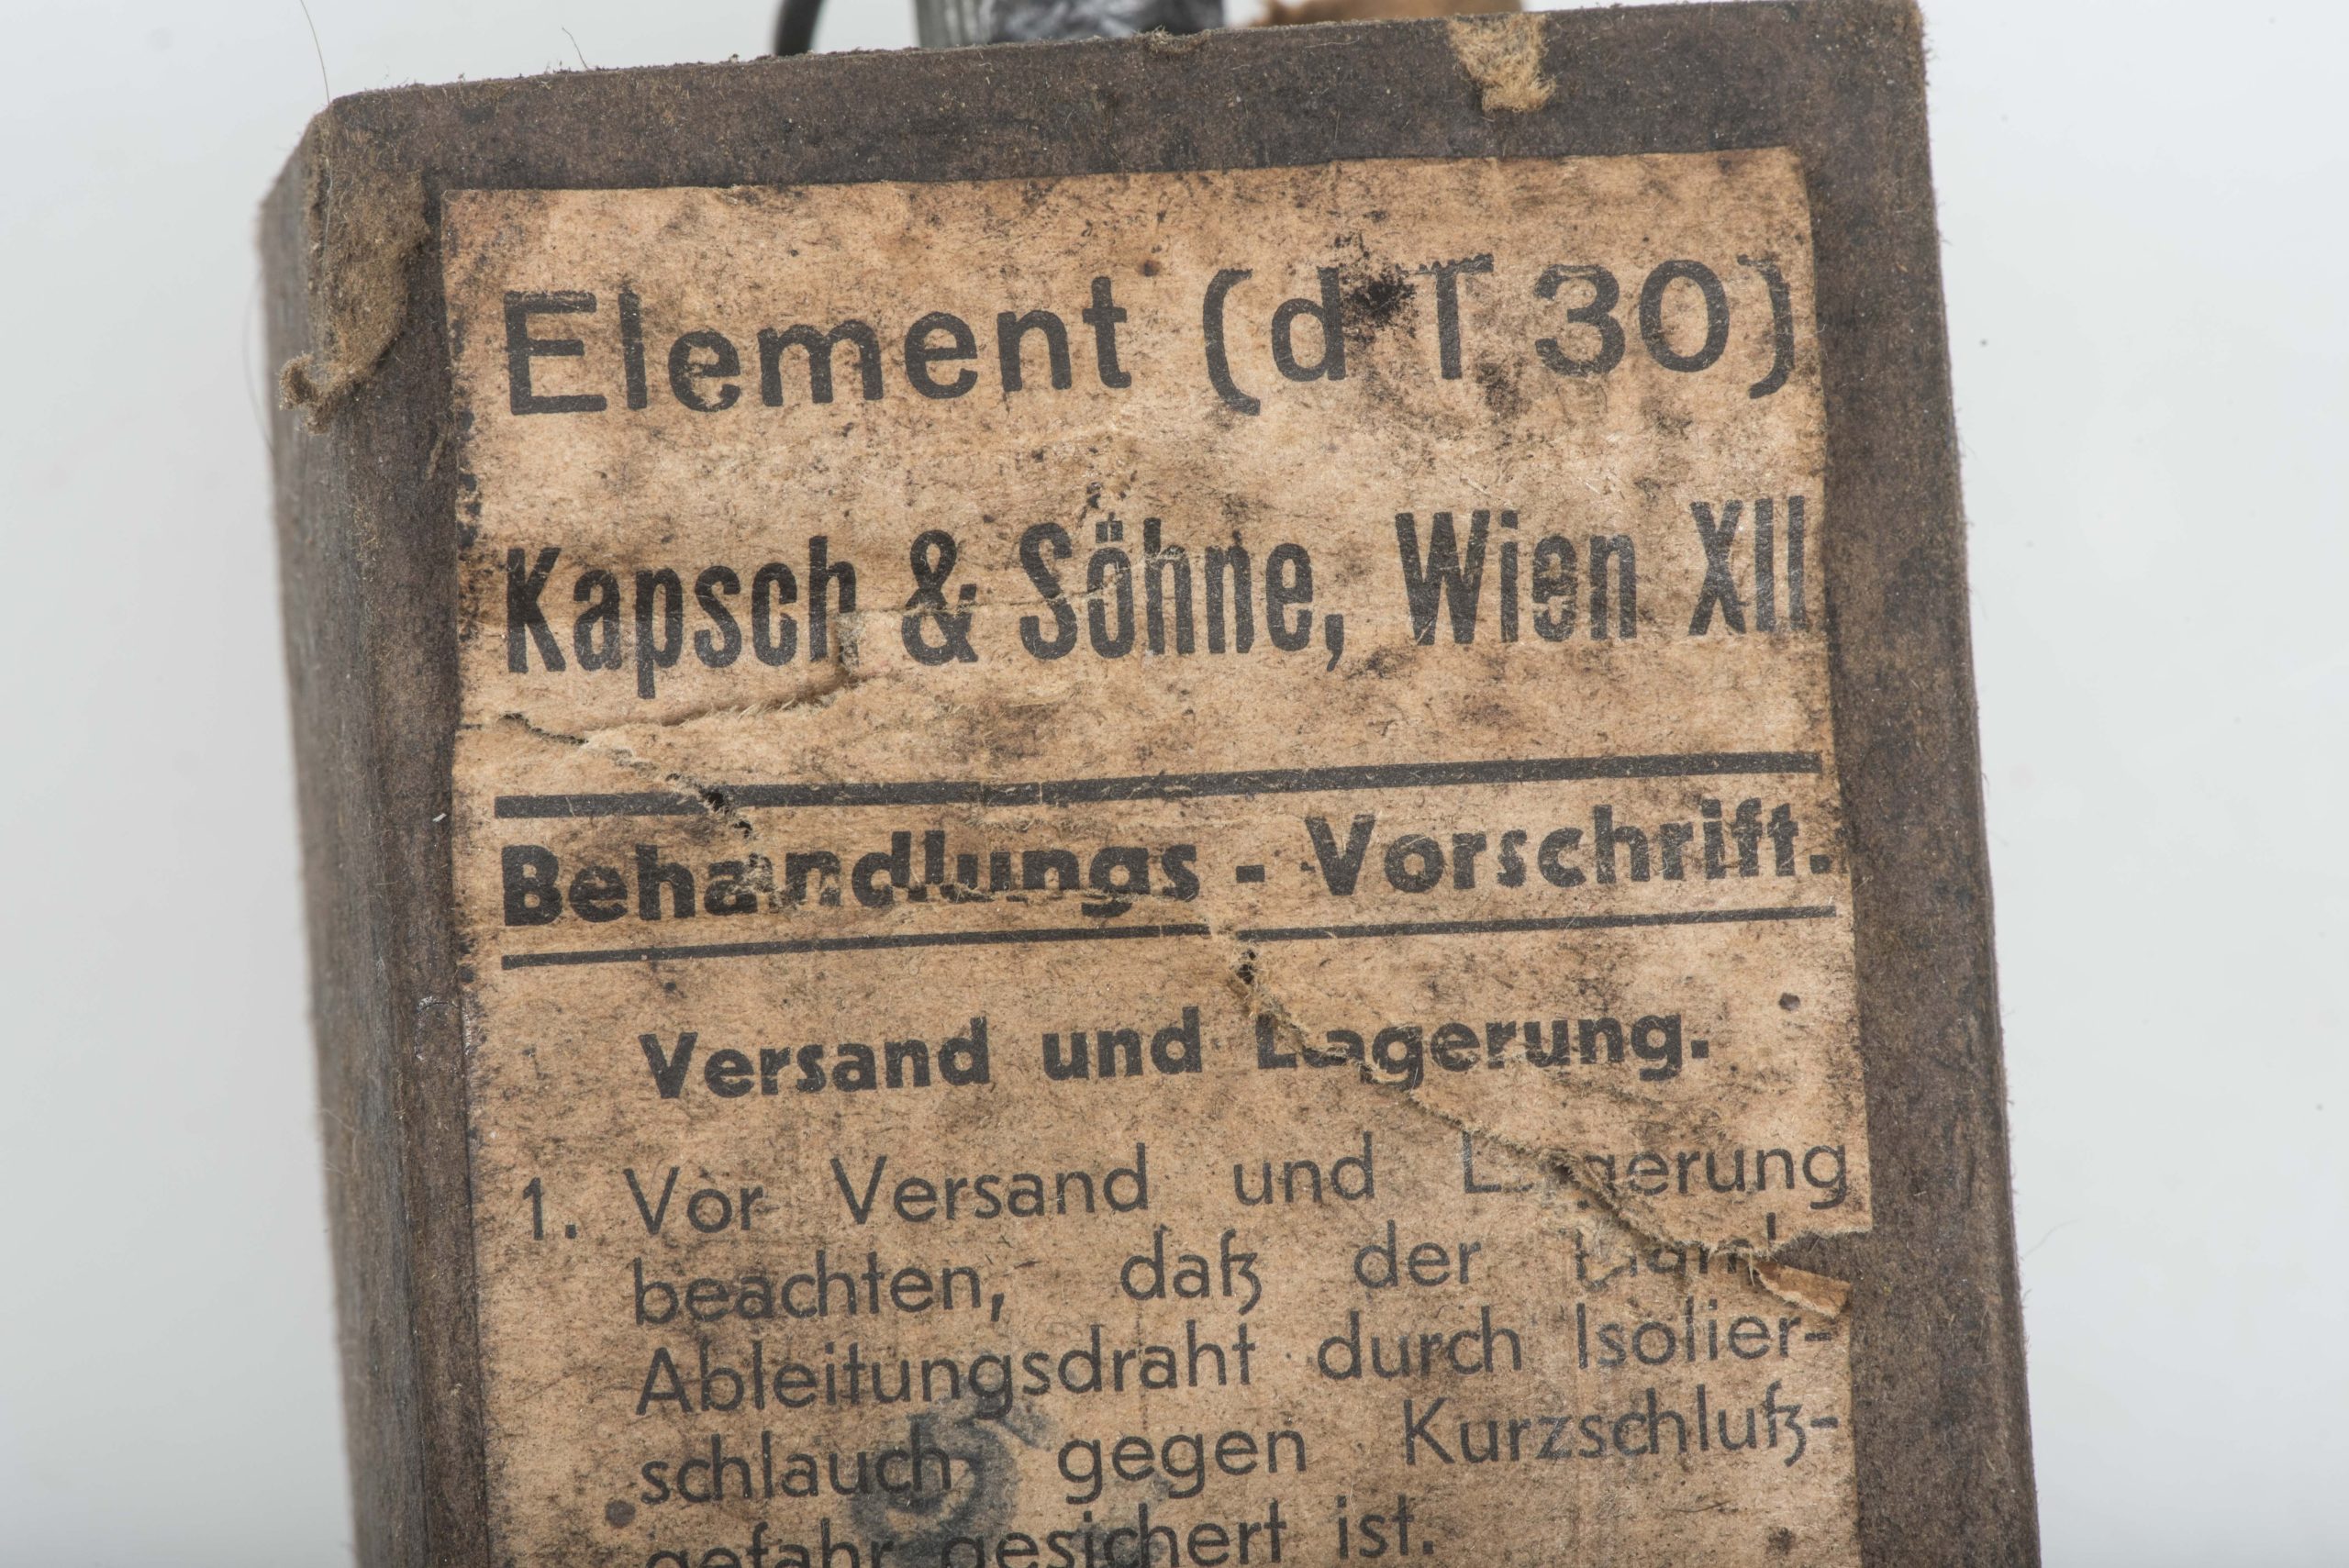 Element (d T 30)
Kapsch & Söhne, Wien XII
Behandlungs - Vorschrift.
Versand und Lagerung.
1. Vor Versand und Lagerung
beachten, daß der
Ableitungsdraht durch Isolier-
schlauch gegen Kurzschluß-
gefahr gesichert ist.